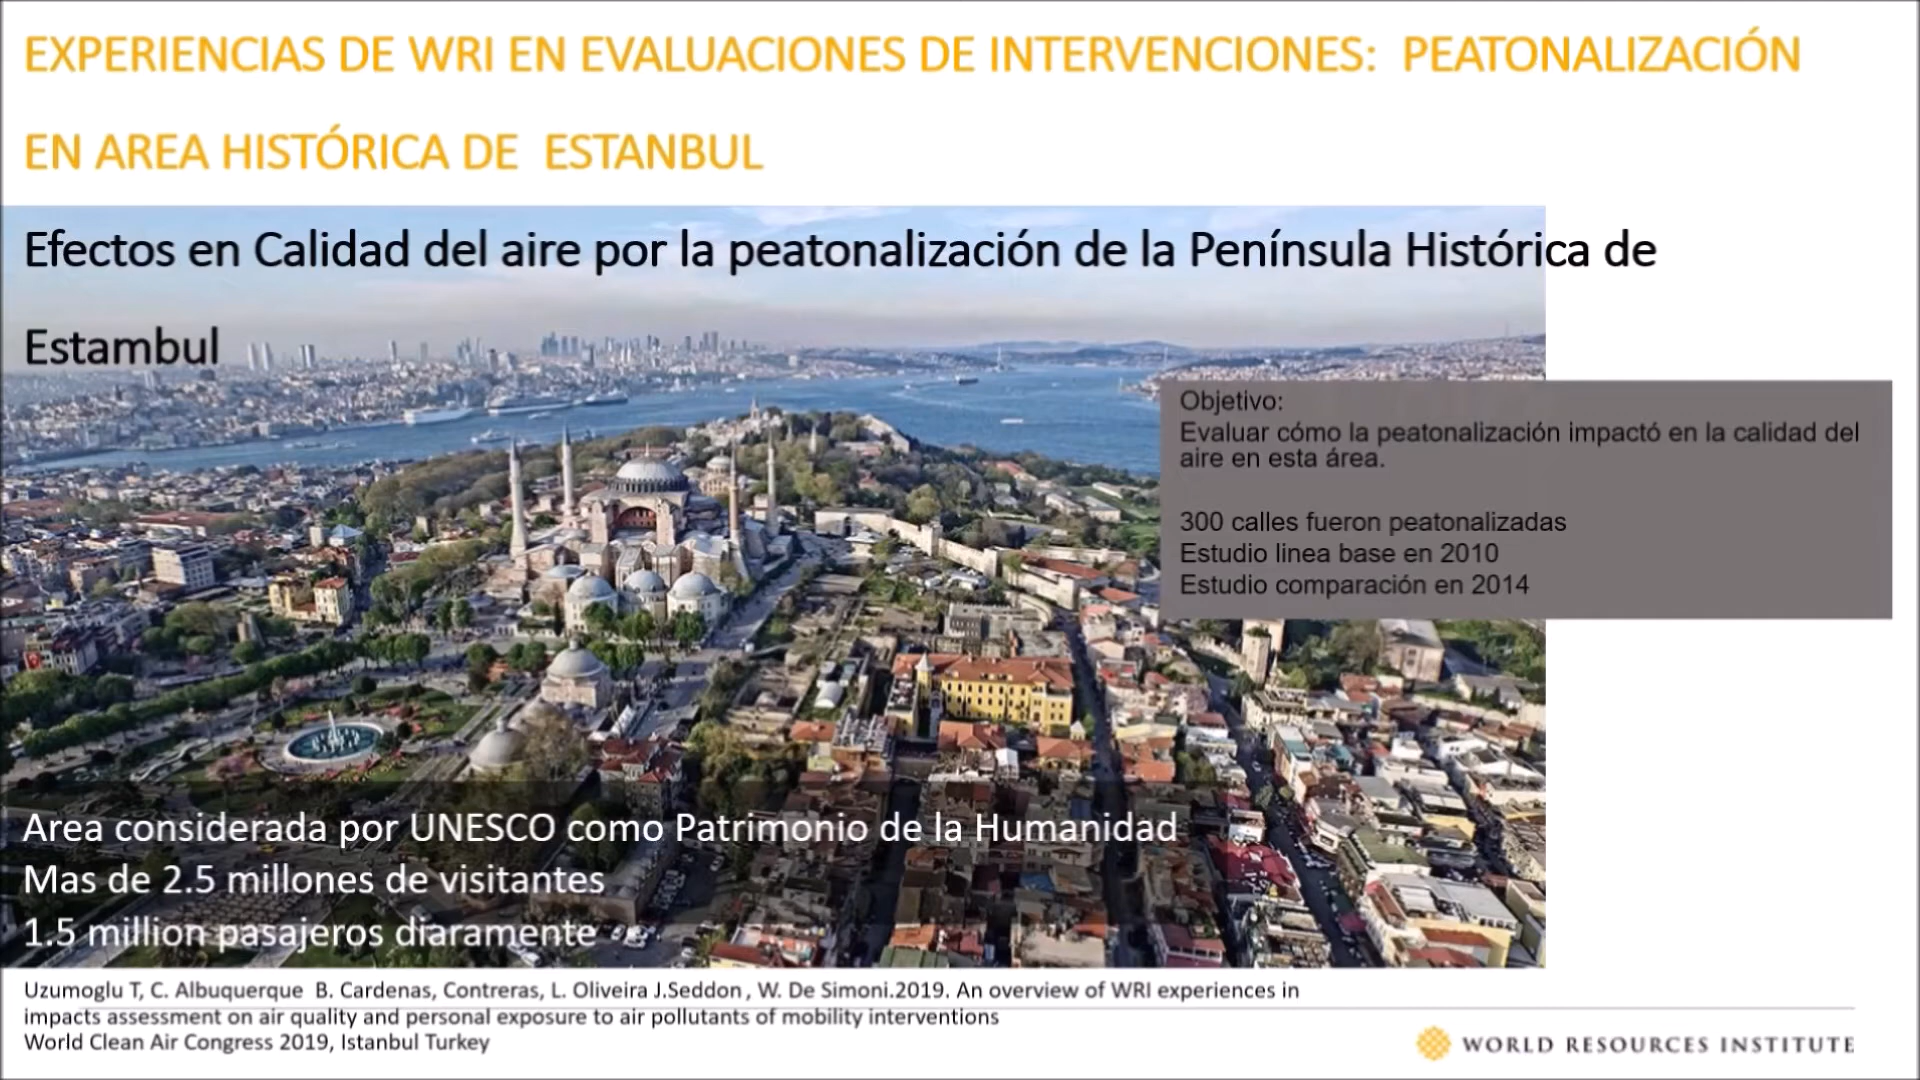 EXPERIENCIAS DE WRI EN EVALUACIONES DE INTERVENCIONES: PEATONALIZACIÓN
EN AREA HISTÓRICA DE ESTANBUL
Efectos en Calidad del aire por la peatonalización de la Península Histórica de
Estambul
Objetivo:
Evaluar cómo la peatonalización impactó en la calidad del
aire en esta área.
300 calles fueron peatonalizadas
Estudio linea base en 2010
Estudio comparación en 2014
Area considerada por UNESCO como Patrimonio de la Humanidad
Mas de 2.5 millones de visitantes
1.5 million pasajeros diaramente
Uzumoglu T, C. Albuquerque B. Cardenas, Contreras, L. Oliveira J.Seddon , W. De Simoni.2019. An overview of WRI experiences in
impacts assessment on air quality and personal exposure to air pollutants of mobility interventions
World Clean Air Congress 2019, Istanbul Turkey
WORLD RESOURCES INSTITUTE